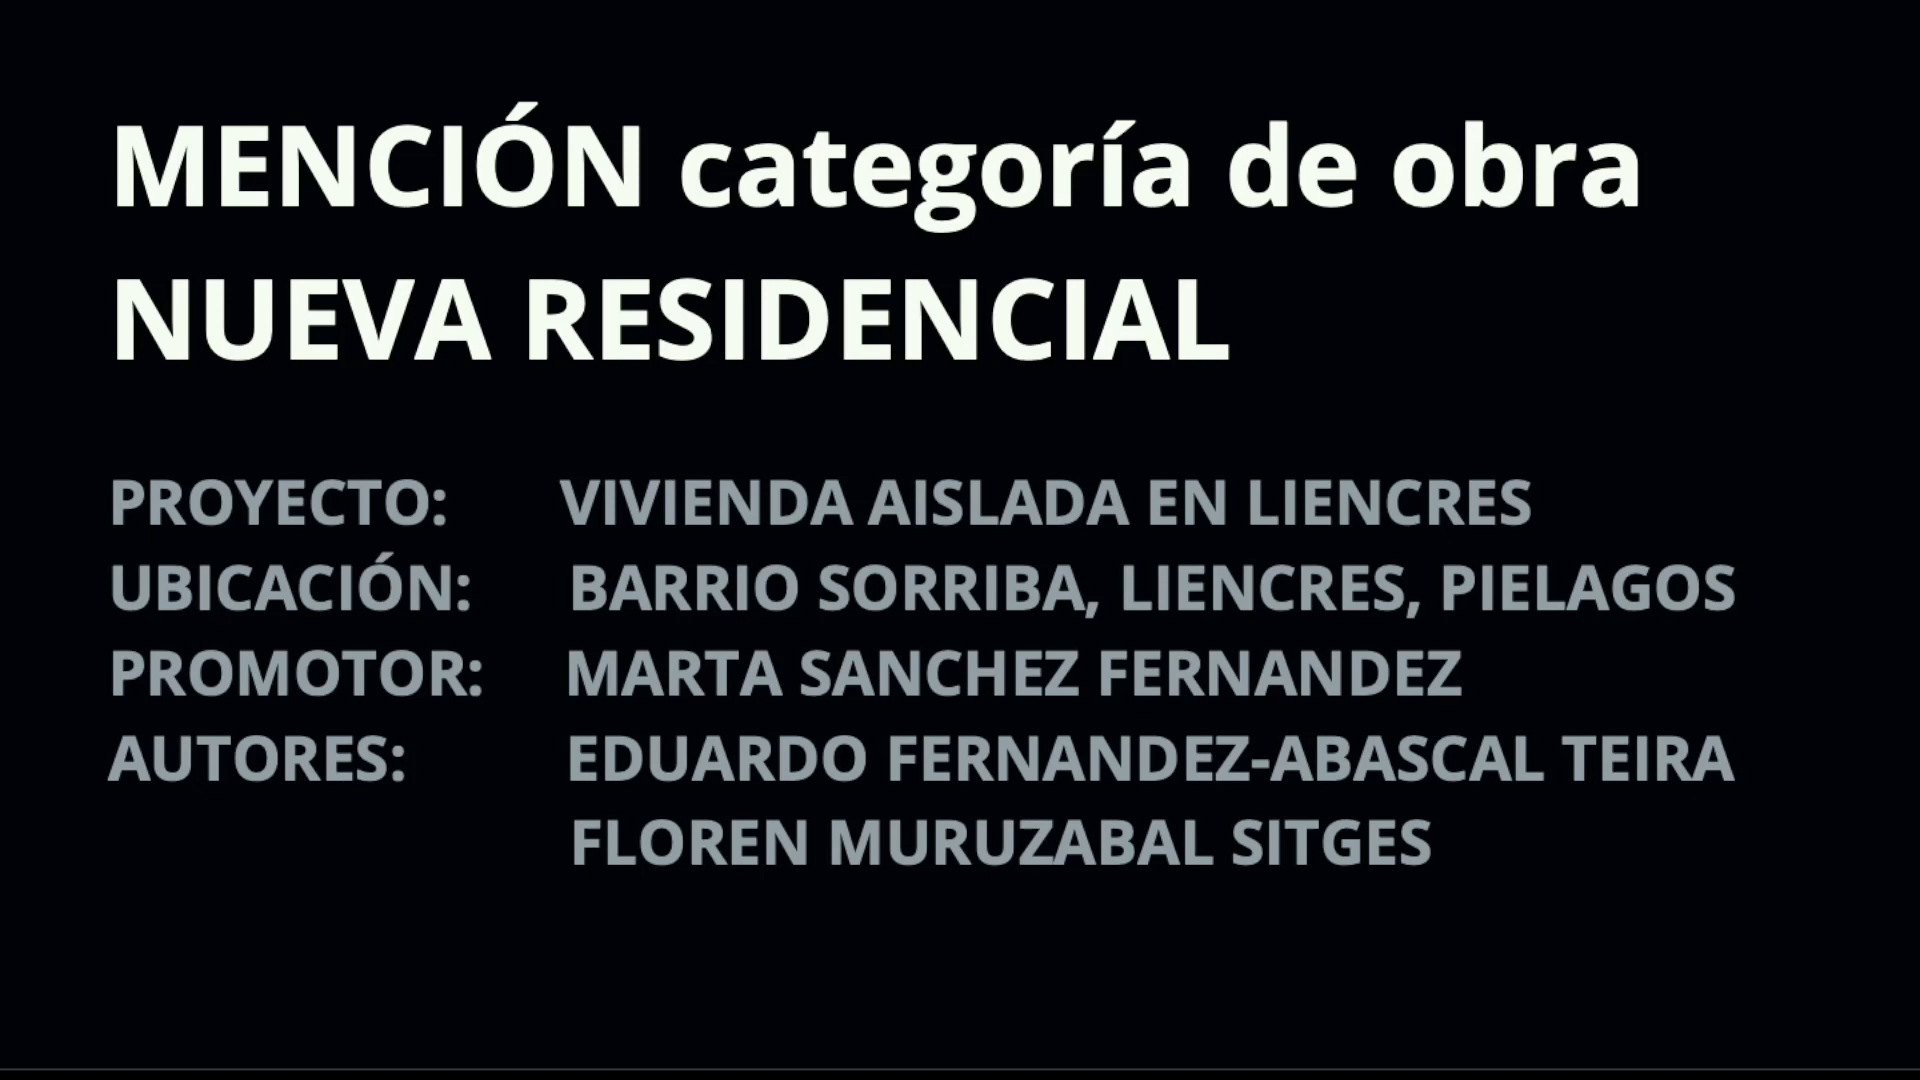 MENCIÓN categoría de obra
NUEVA RESIDENCIAL
PROYECTO: VIVIENDA AISLADA EN LIENCRES
UBICACIÓN: BARRIO SORRIBA, LIENCRES, PIELAGOS
PROMOTOR: MARTA SANCHEZ FERNANDEZ
AUTORES: EDUARDO FERNANDEZ-ABASCAL TEIRA
FLOREN MURUZABAL SITGES